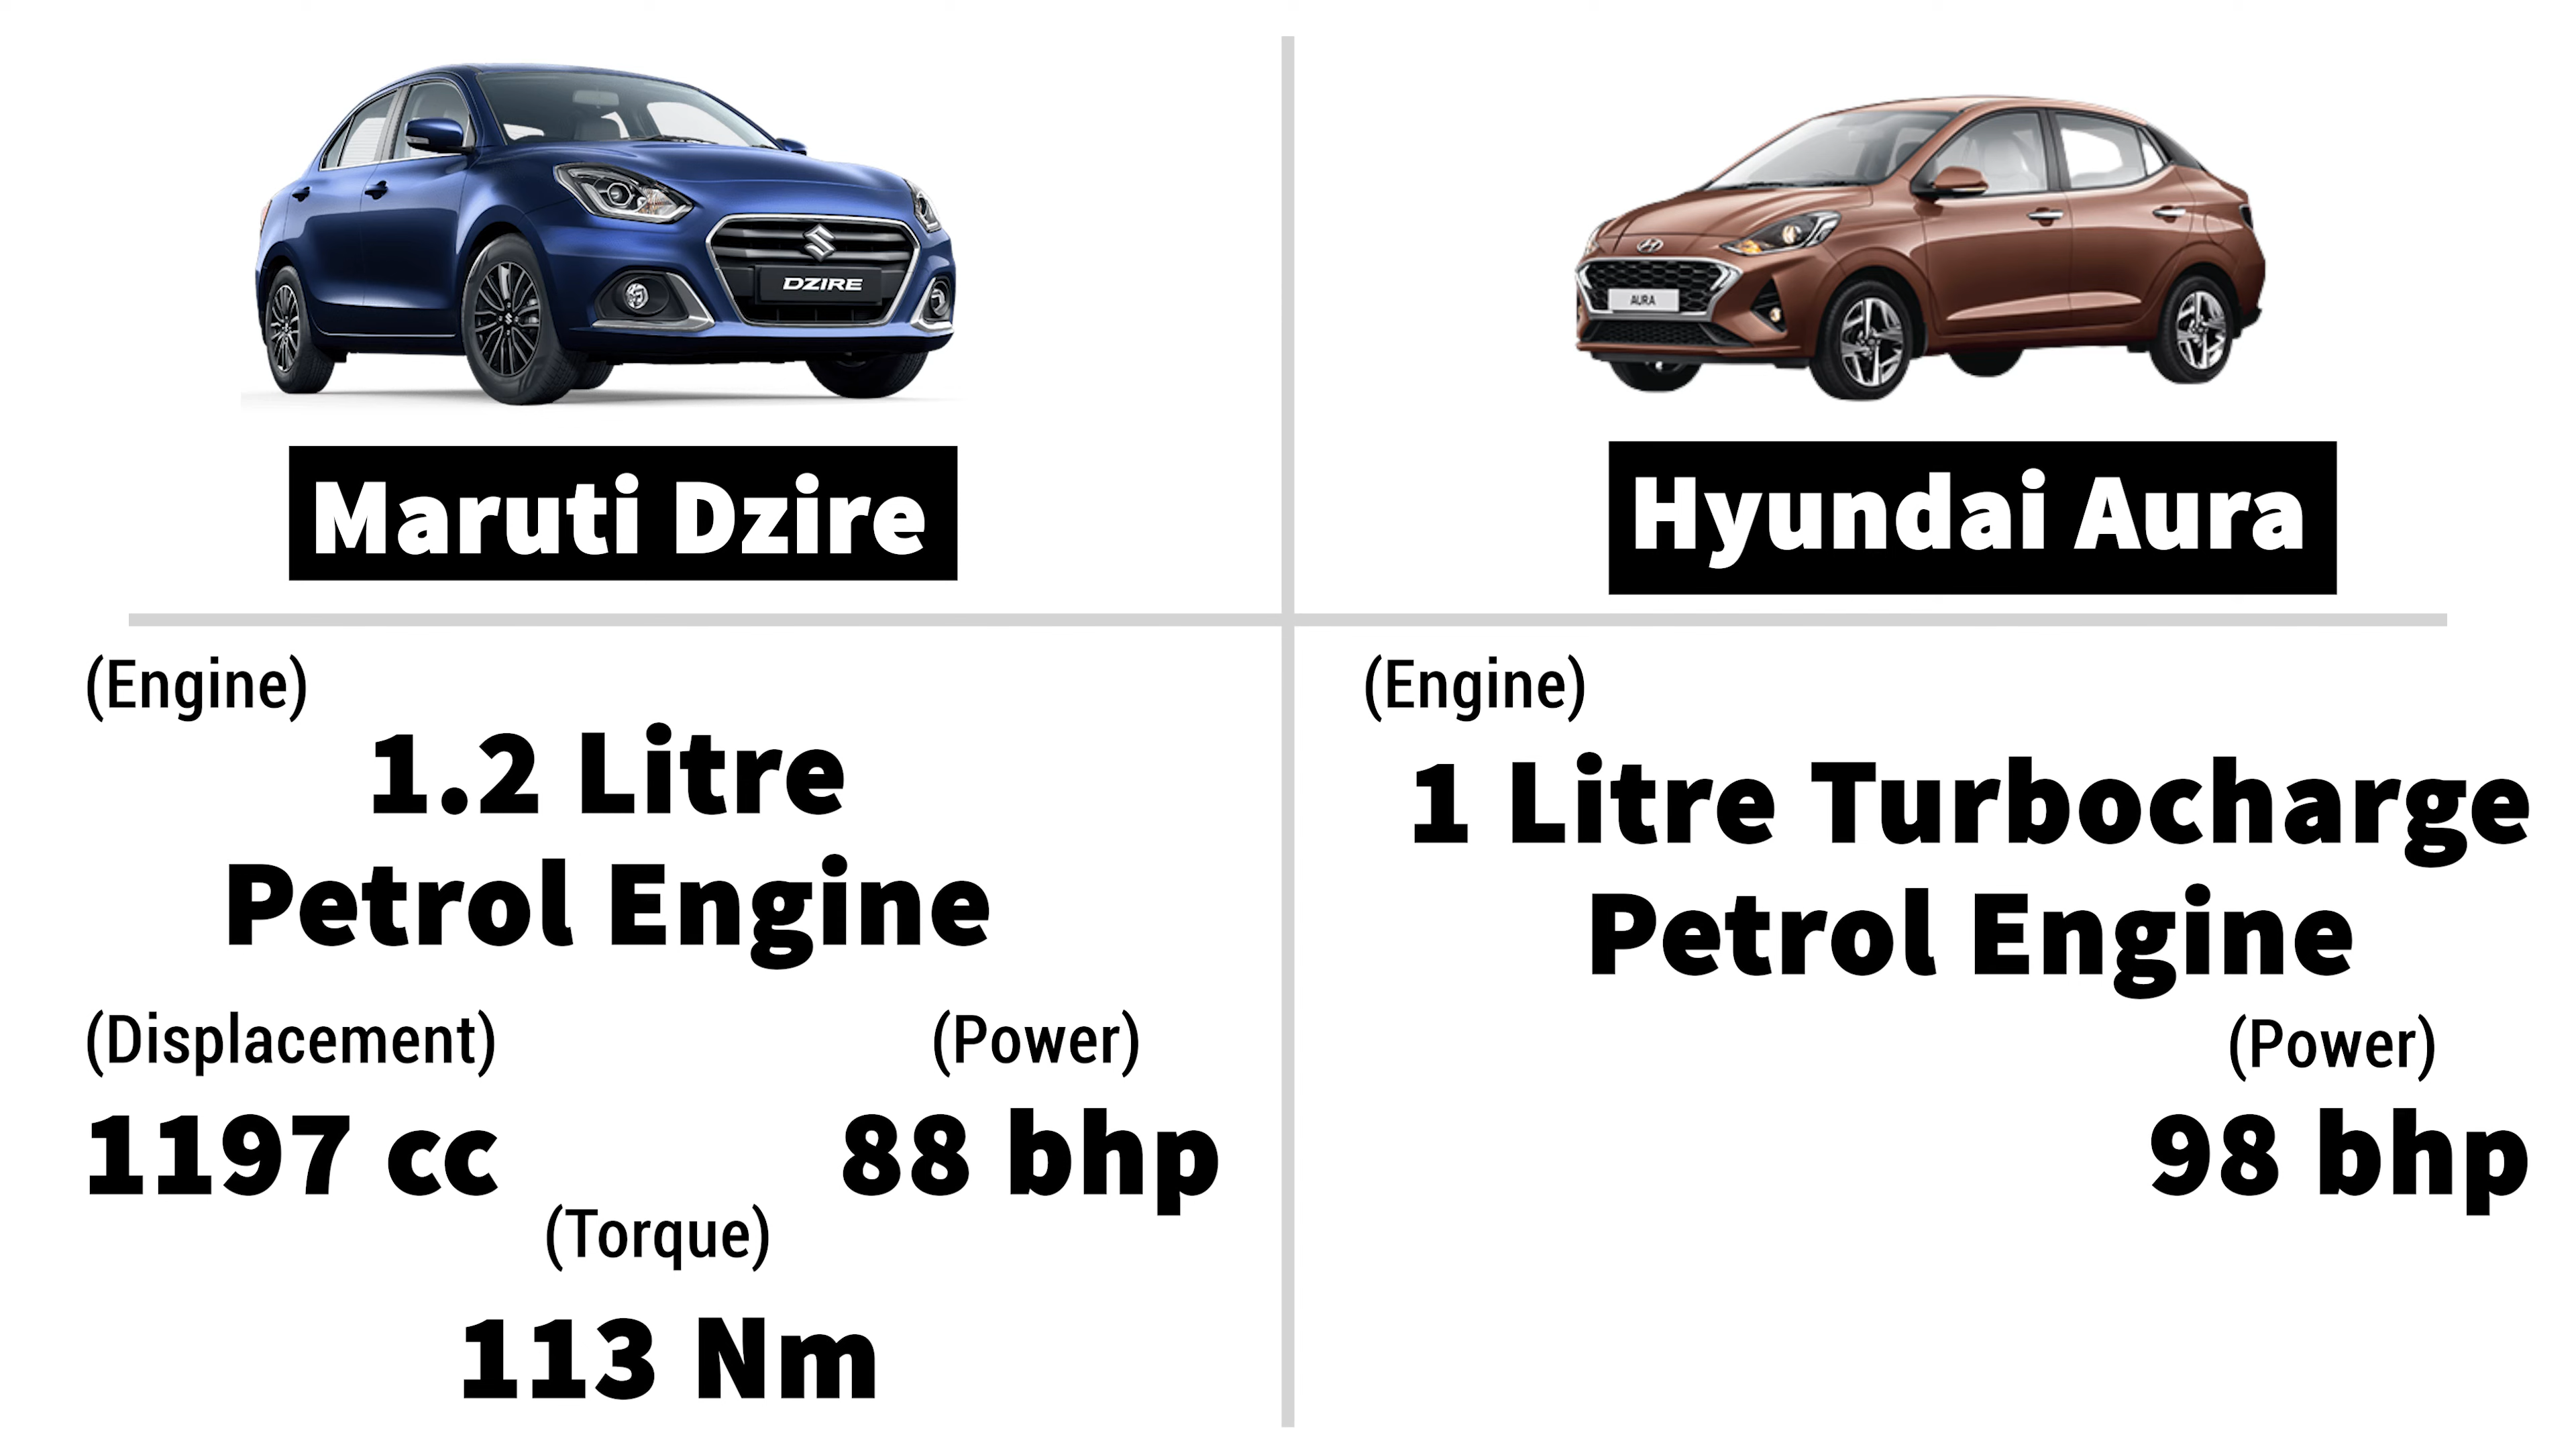 DZIRE
AURA
Maruti Dzire
Hyundai Aura
(Engine)
1.2 Litre
Petrol Engine
(Displacement)
(Power)
1197 cc
88 bhp
(Torque)
113 Nm
(Engine)
1 Litre Turbocharge
Petrol Engine
(Power)
98 bhp